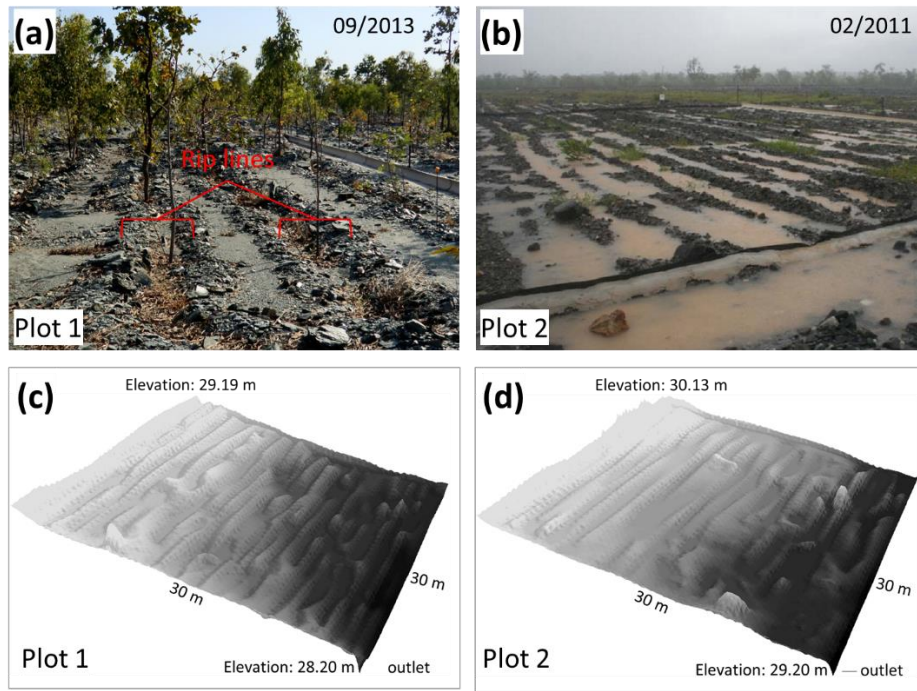 (a)
09/2013
Rip lines
Plot 1
(b)
02/2011
Plot 2
(c)
Elevation: 29.19 m
30 m
30 m
Plot 1
Elevation: 28.20 m
outlet
(d)
Elevation: 30.13 m
30 m
30 m
Plot 2
Elevation: 29.20 m
outlet